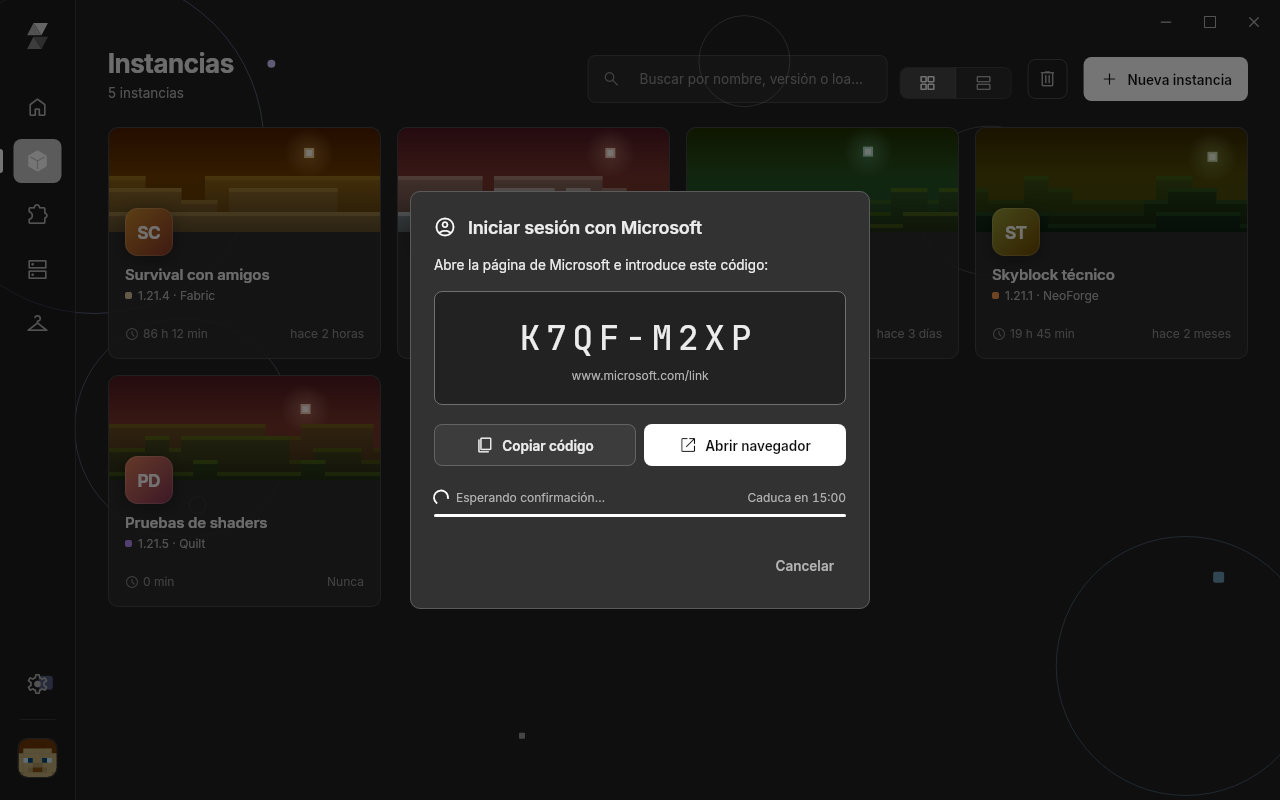 Instancias
5 instancias
Buscar por nombre, versión o loa...
Nueva instancia
SC
Survival con amigos
1.21.4 · Fabric
86 h 12 min
hace 2 horas
hace 3 días
ST
Skyblock técnico
1.21.1 · NeoForge
19 h 45 min
hace 2 meses
PD
Pruebas de shaders
1.21.5 · Quilt
0 min
Nunca
Iniciar sesión con Microsoft
Abre la página de Microsoft e introduce este código:
K7QF-M2XP
www.microsoft.com/link
Copiar código
Abrir navegador
Esperando confirmación...
Caduca en 15:00
Cancelar